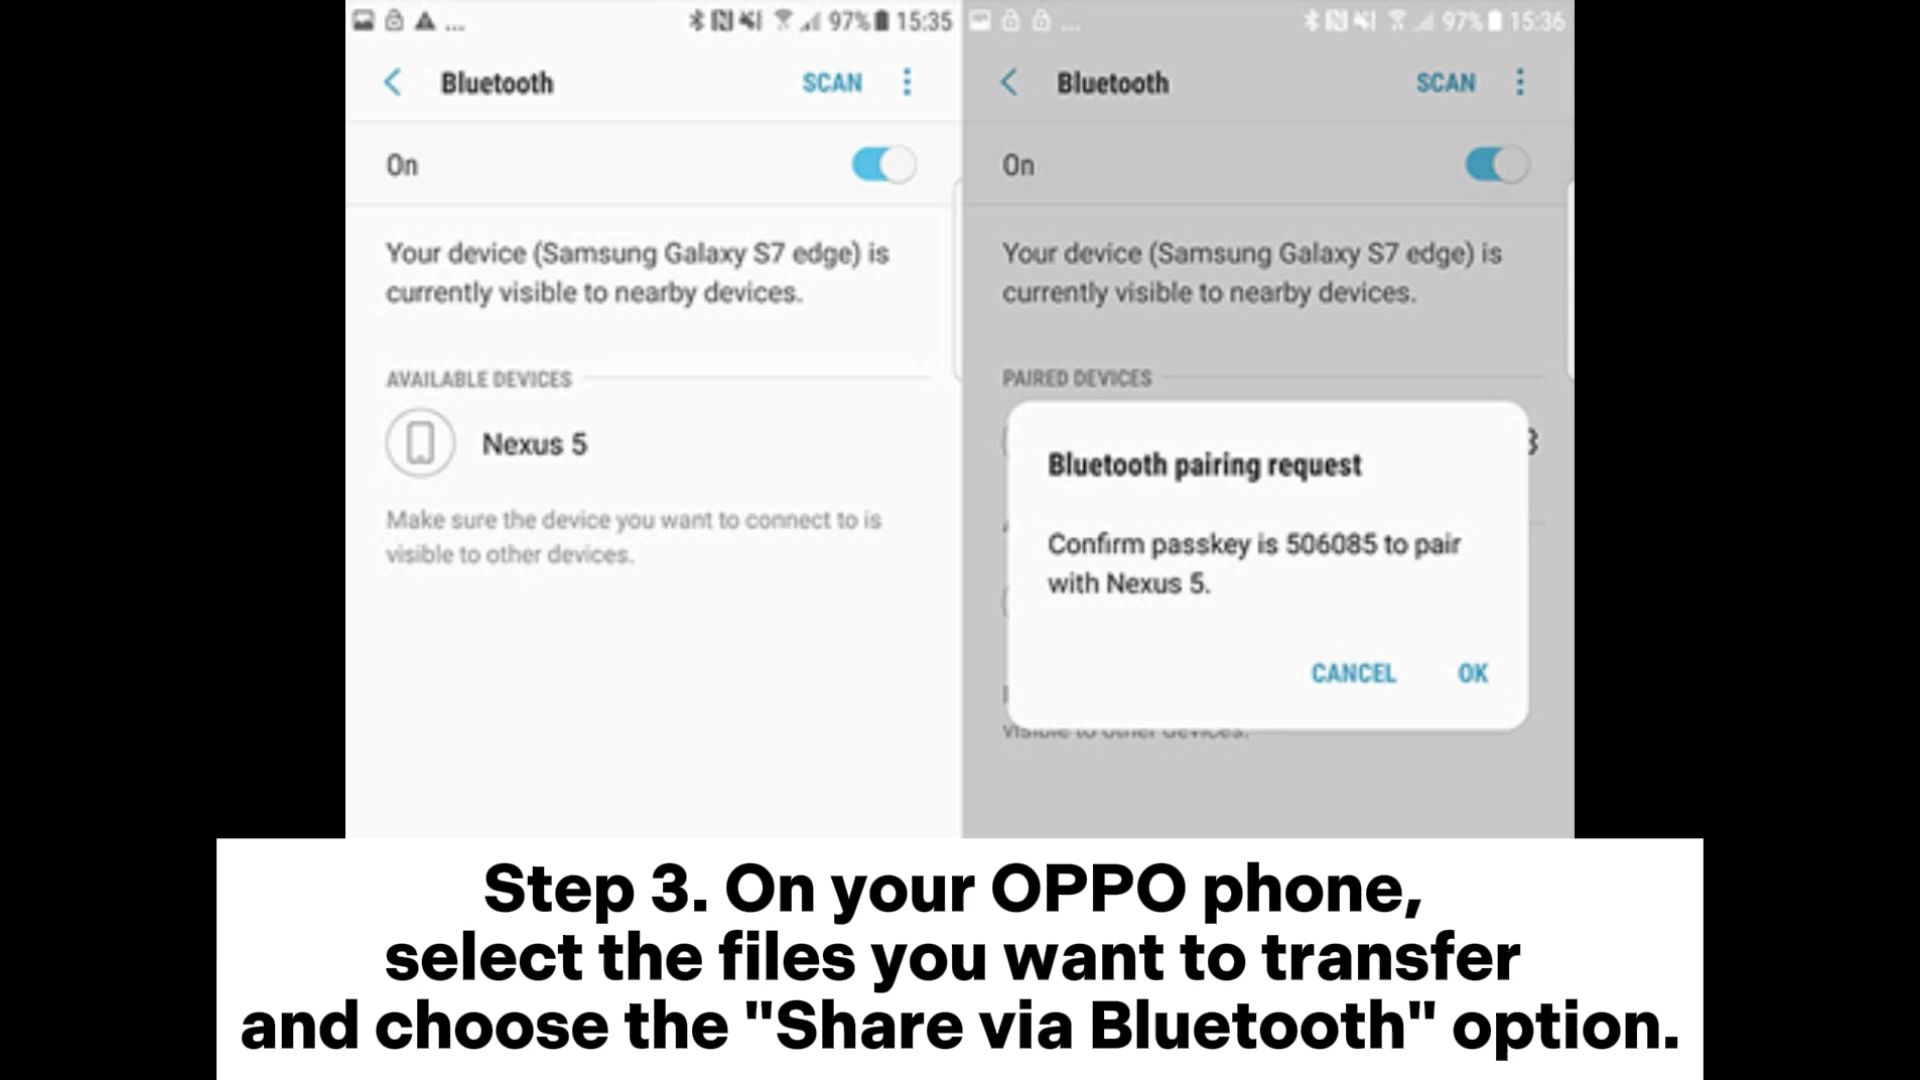 ... 97% 15:35
Bluetooth SCAN
On
Your device (Samsung Galaxy S7 edge) is
currently visible to nearby devices.
AVAILABLE DEVICES
Nexus 5
Make sure the device you want to connect to is
visible to other devices.
... 97% 15:36
Bluetooth SCAN
On
Your device (Samsung Galaxy S7 edge) is
currently visible to nearby devices.
PAIRED DEVICES
Bluetooth pairing request
Confirm passkey is 506085 to pair
with Nexus 5.
CANCEL OK
visible to other devices.
Step 3. On your OPPO phone,
select the files you want to transfer
and choose the "Share via Bluetooth" option.